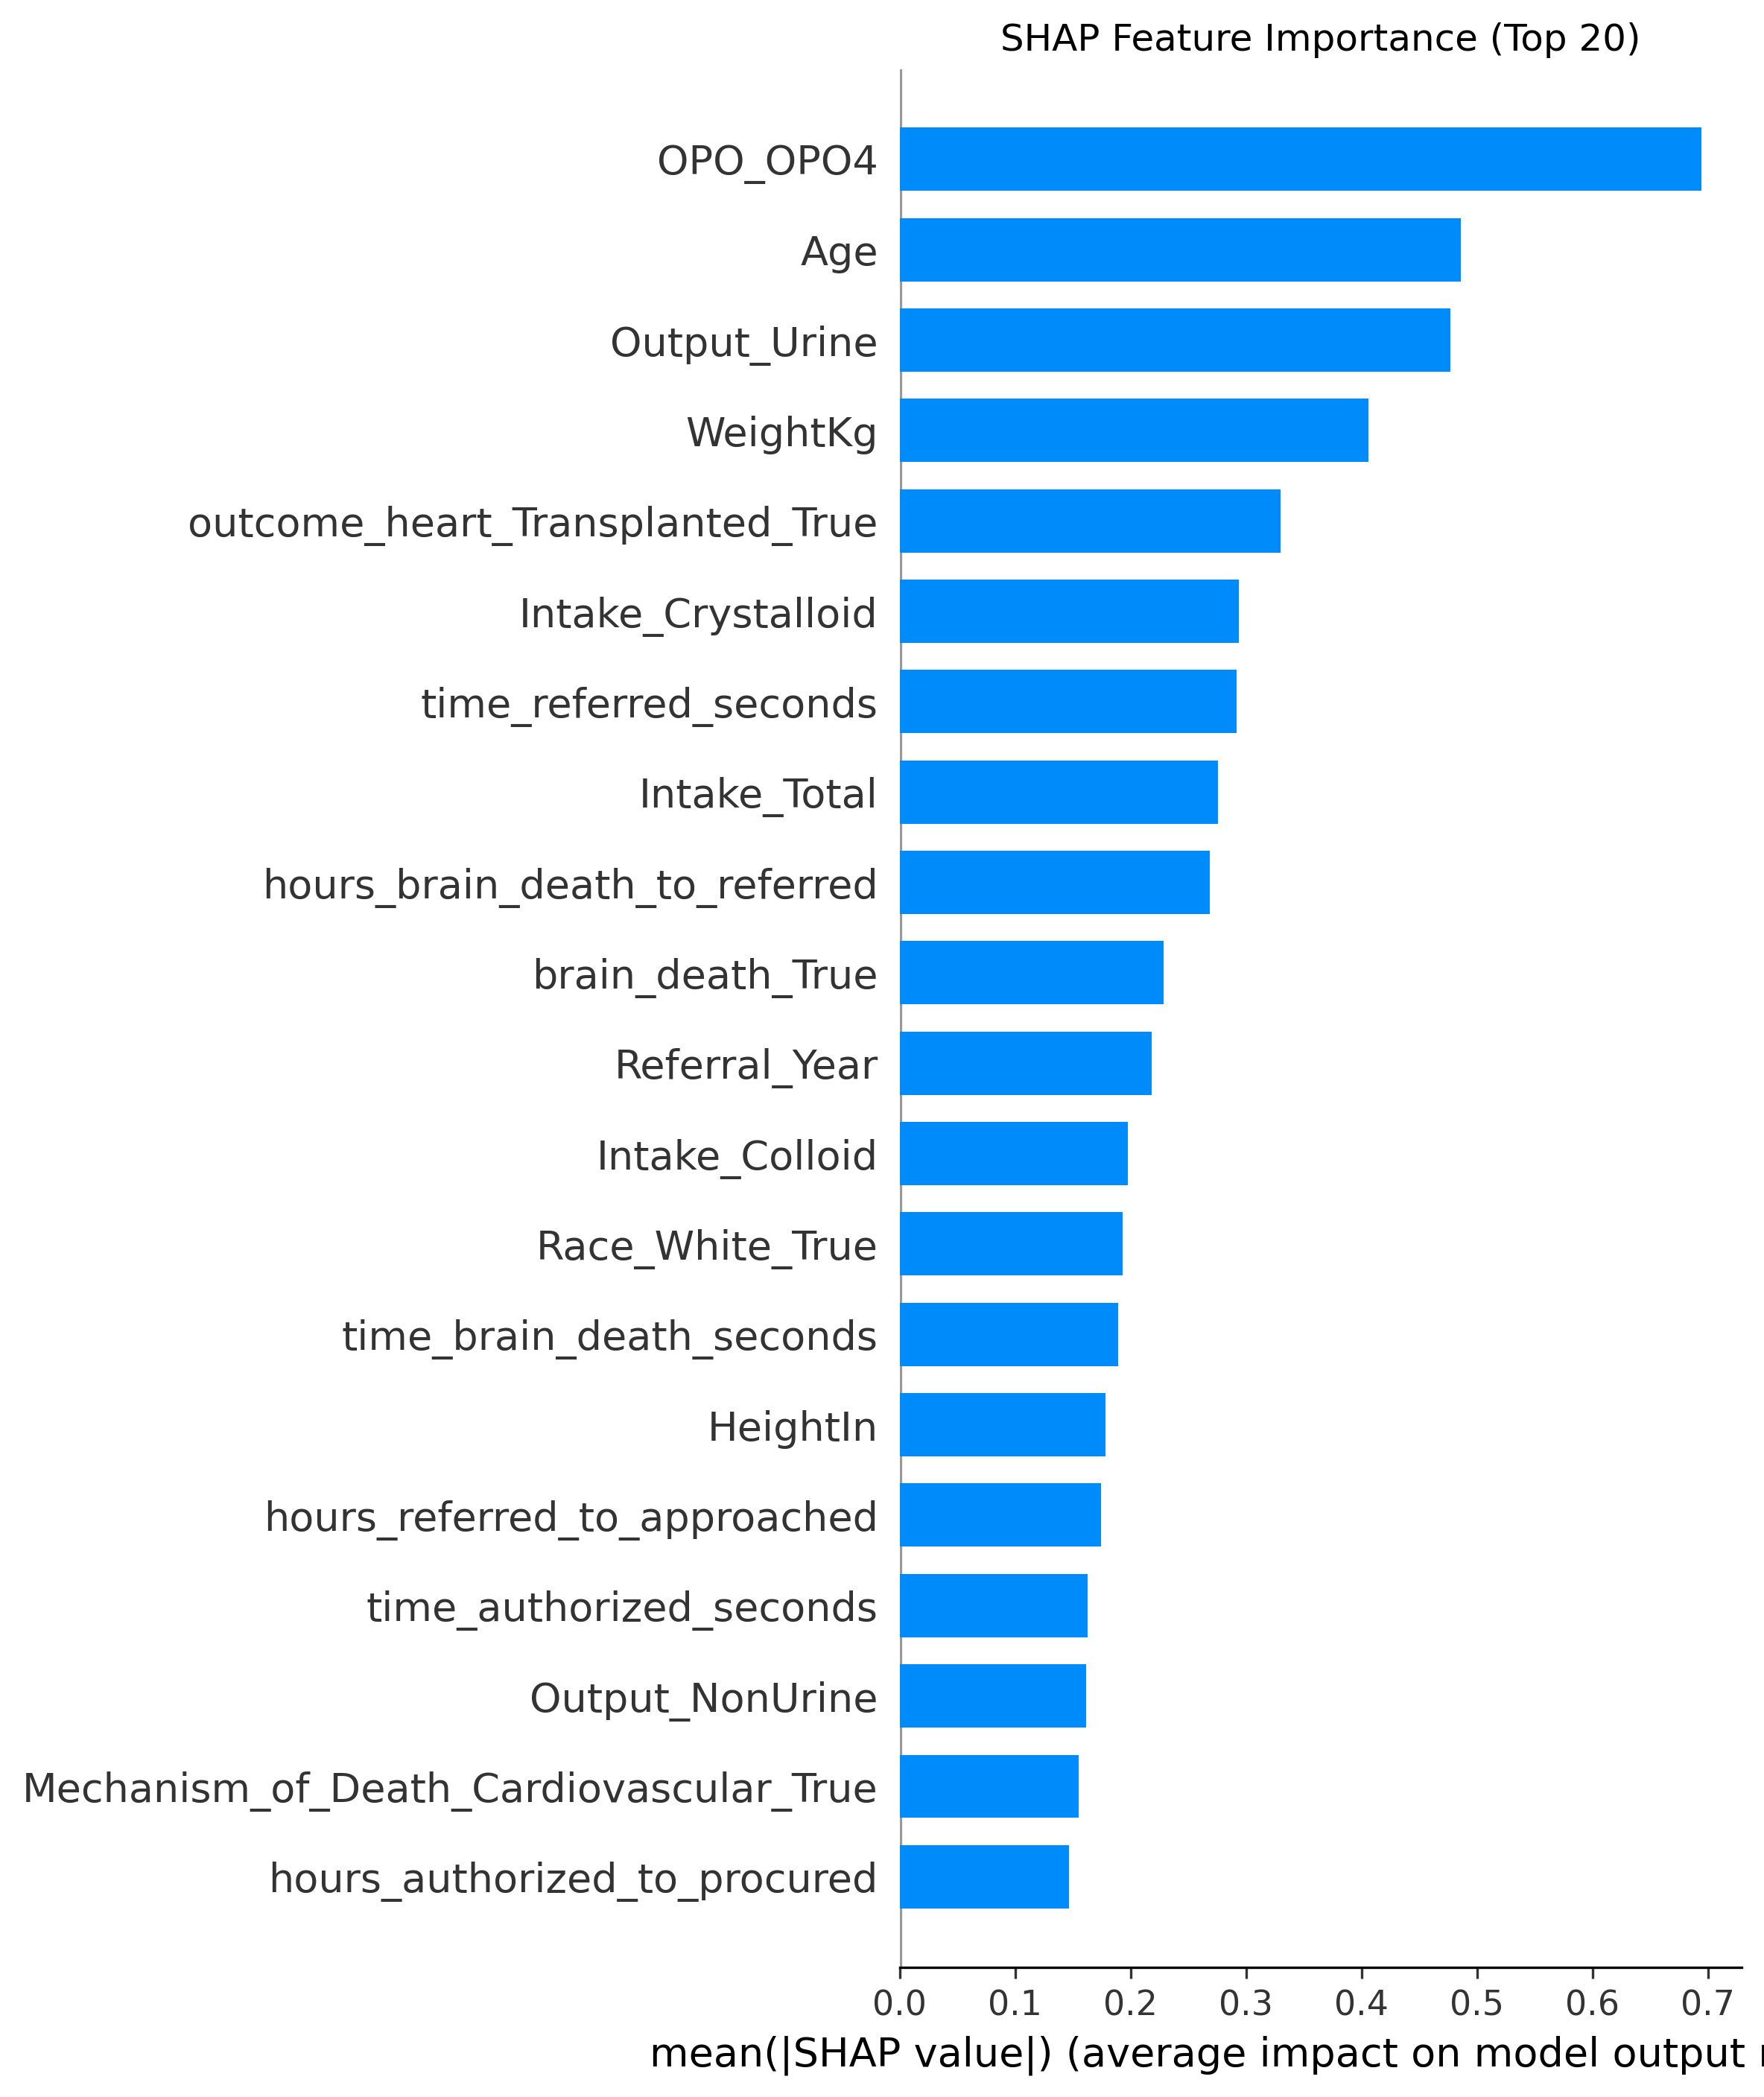 SHAP Feature Importance (Top 20)
OPO_OPO4
Age
Output_Urine
WeightKg
outcome_heart_Transplanted_True
Intake_Crystalloid
time_referred_seconds
Intake_Total
hours_brain_death_to_referred
brain_death_True
Referral_Year
Intake_Colloid
Race_White_True
time_brain_death_seconds
HeightIn
hours_referred_to_approached
time_authorized_seconds
Output_NonUrine
Mechanism_of_Death_Cardiovascular_True
hours_authorized_to_procured
0.0 0.1 0.2 0.3 0.4 0.5 0.6 0.7
mean(|SHAP value|) (average impact on model output